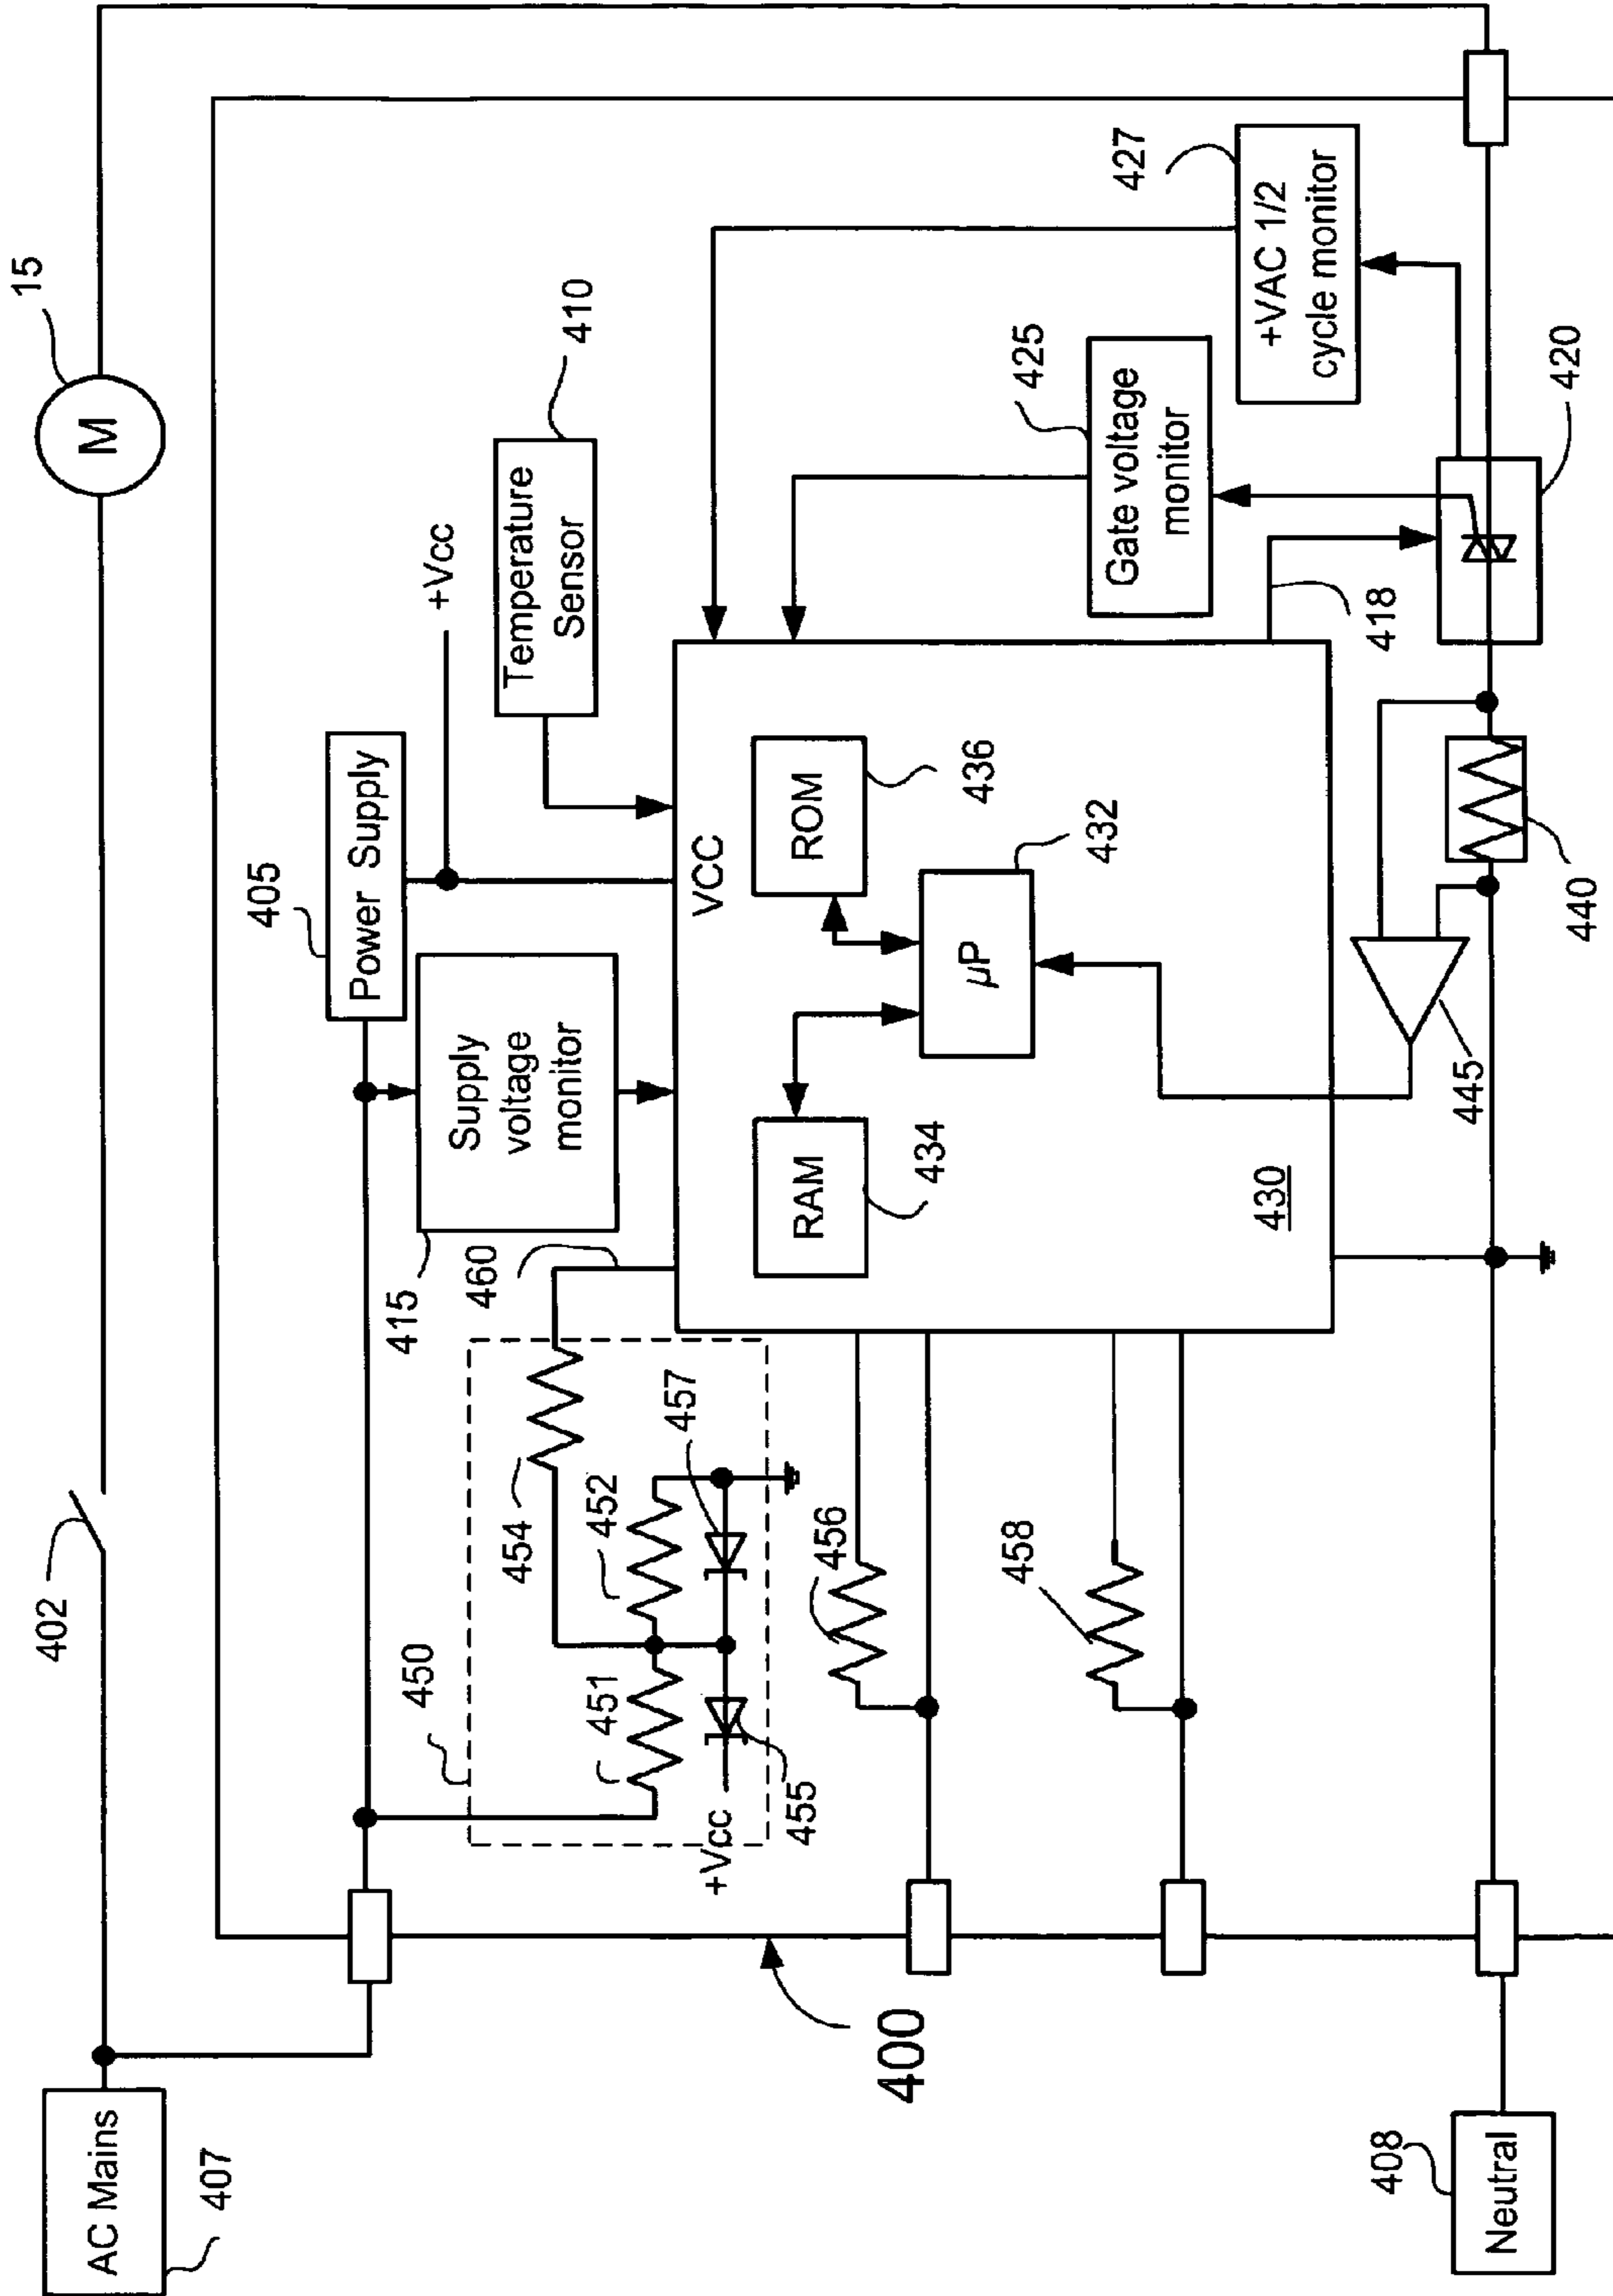 AC Mains
407
402
M
15
405
Power Supply
+Vcc
Temperature
Sensor
410
Supply
voltage
monitor
415
460
450
451
452
454
455
457
+Vcc
VCC
ROM
436
µP
432
RAM
434
430
Gate voltage
monitor
425
+VAC 1/2
cycle monitor
427
418
420
456
458
440
445
400
408
Neutral